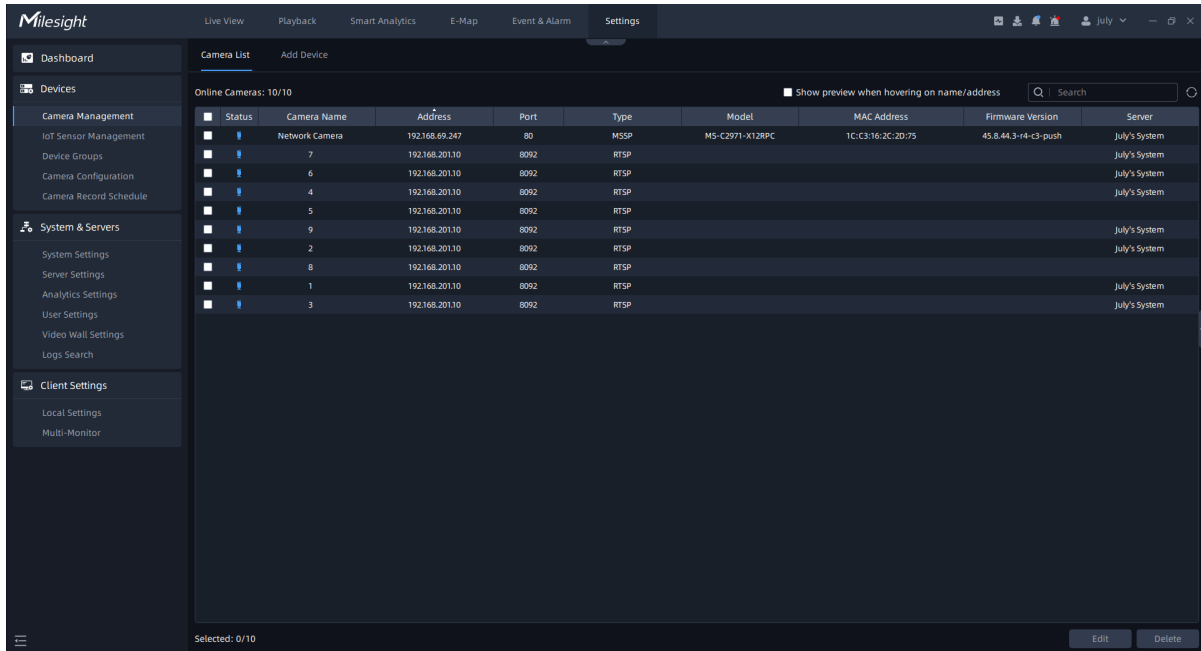 Milesight
Live View Playback Smart Analytics E-Map Event & Alarm Settings july
Dashboard
Devices
Camera Management
IoT Sensor Management
Device Groups
Camera Configuration
Camera Record Schedule
System & Servers
System Settings
Server Settings
Analytics Settings
User Settings
Video Wall Settings
Logs Search
Client Settings
Local Settings
Multi-Monitor
Camera List Add Device
Online Cameras: 10/10 Show preview when hovering on name/address Search
Status Camera Name Address Port Type Model MAC Address Firmware Version Server
Network Camera 192.168.69.247 80 MSSP MS-C2971-X12RPC 1C:C3:16:2C:2D:75 45.8.44.3-r4-c3-push July's System
7 192.168.201.10 8092 RTSP July's System
6 192.168.201.10 8092 RTSP July's System
4 192.168.201.10 8092 RTSP July's System
5 192.168.201.10 8092 RTSP
9 192.168.201.10 8092 RTSP July's System
2 192.168.201.10 8092 RTSP July's System
8 192.168.201.10 8092 RTSP
1 192.168.201.10 8092 RTSP July's System
3 192.168.201.10 8092 RTSP July's System
Selected: 0/10 Edit Delete